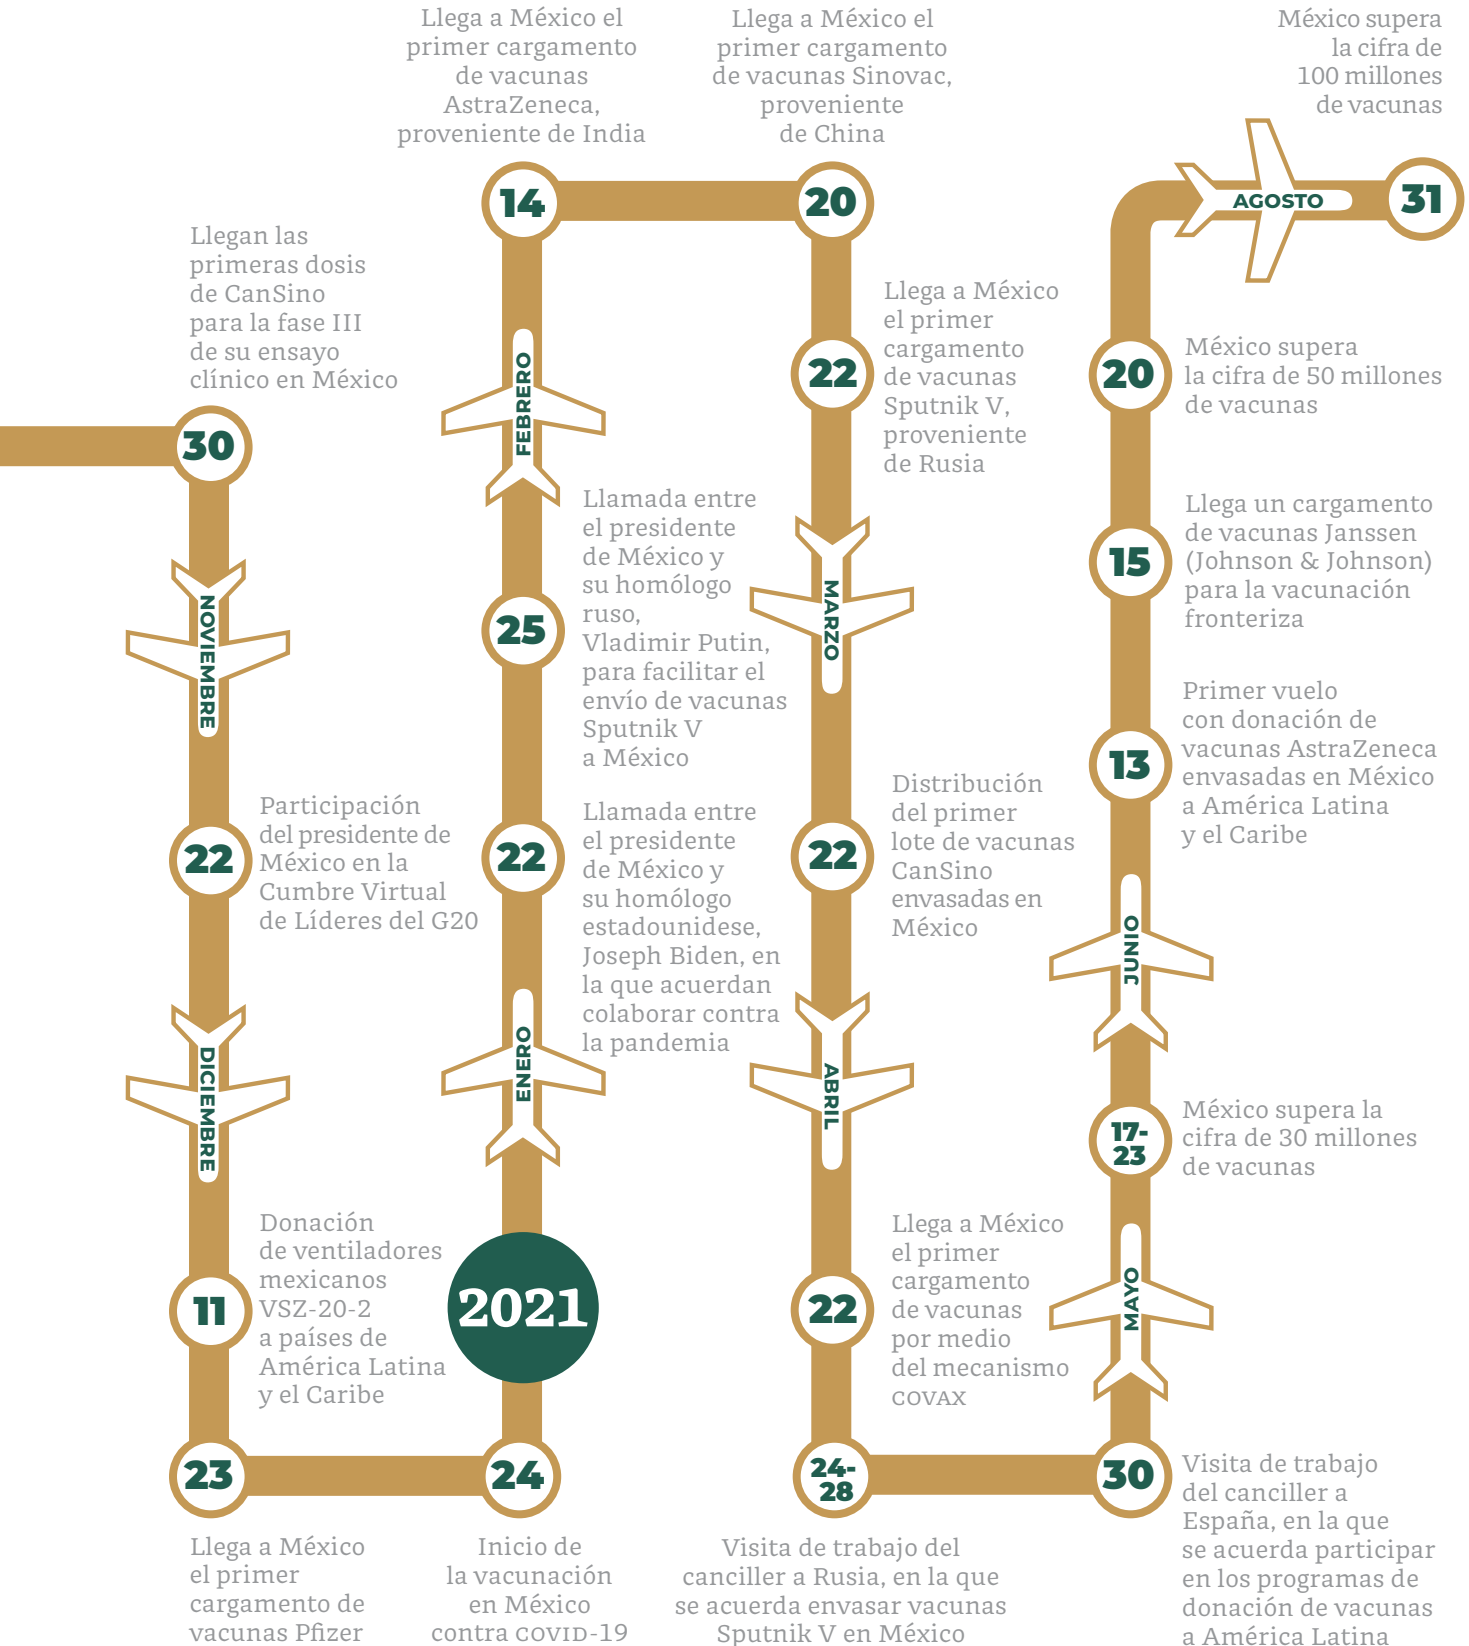 30
Llegan las
primeras dosis
de CanSino
para la fase III
de su ensayo
clínico en México
NOVIEMBRE
22
Participación
del presidente de
México en la
Cumbre Virtual
de Líderes del G20
DICIEMBRE
11
Donación
de ventiladores
mexicanos
VSZ-20-2
a países de
América Latina
y el Caribe
23
Llega a México
el primer
cargamento de
vacunas Pfizer
24
Inicio de
la vacunación
en México
contra COVID-19
2021
ENERO
22
Llamada entre
el presidente
de México y
su homólogo
estadounidese,
Joseph Biden, en
la que acuerdan
colaborar contra
la pandemia
25
Llamada entre
el presidente
de México y
su homólogo
ruso,
Vladimir Putin,
para facilitar el
envío de vacunas
Sputnik V
a México
FEBRERO
14
Llega a México el
primer cargamento
de vacunas
AstraZeneca,
proveniente de India
20
Llega a México el
primer cargamento
de vacunas Sinovac,
proveniente
de China
22
Llega a México
el primer
cargamento
de vacunas
Sputnik V,
proveniente
de Rusia
MARZO
22
Distribución
del primer
lote de vacunas
CanSino
envasadas en
México
ABRIL
22
Llega a México
el primer
cargamento
de vacunas
por medio
del mecanismo
COVAX
24-
28
Visita de trabajo del
canciller a Rusia, en la que
se acuerda envasar vacunas
Sputnik V en México
30
Visita de trabajo
del canciller a
España, en la que
se acuerda participar
en los programas de
donación de vacunas
a América Latina
MAYO
17-
23
México supera la
cifra de 30 millones
de vacunas
JUNIO
13
Primer vuelo
con donación de
vacunas AstraZeneca
envasadas en México
a América Latina
y el Caribe
15
Llega un cargamento
de vacunas Janssen
(Johnson & Johnson)
para la vacunación
fronteriza
20
México supera
la cifra de 50 millones
de vacunas
AGOSTO
31
México supera
la cifra de
100 millones
de vacunas